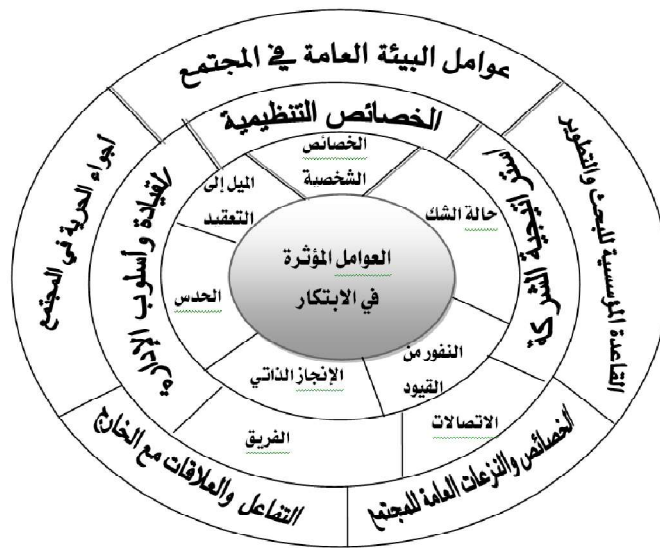 عوامل البيئة العامة في المجتمع
الخصائص التنظيمية
الخصائص
الشخصية
القاعدة المؤسسية للبحث والتطوير
استراتيجية الشركة
حالة الشك
الميل إلى
التعقيد
القيادة وأسلوب الإدارة
أجواء الحرية في المجتمع
العوامل المؤثرة
في الابتكار
الحدس
النفور من
القيود
الإنجاز الذاتي
الاتصالات
الفريق
الخصائص والنزعات العامة للمجتمع
التفاعل والعلاقات مع الخارج